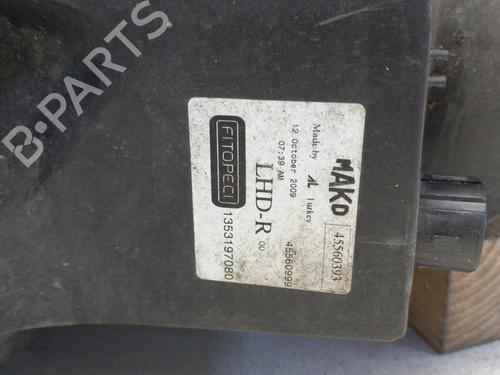 B-PARTS
MAKO
45560393
Made by
Turkey
12 October 2009
07:39 AM
LHD-R
00
45560999
FITOPECI
1353197080